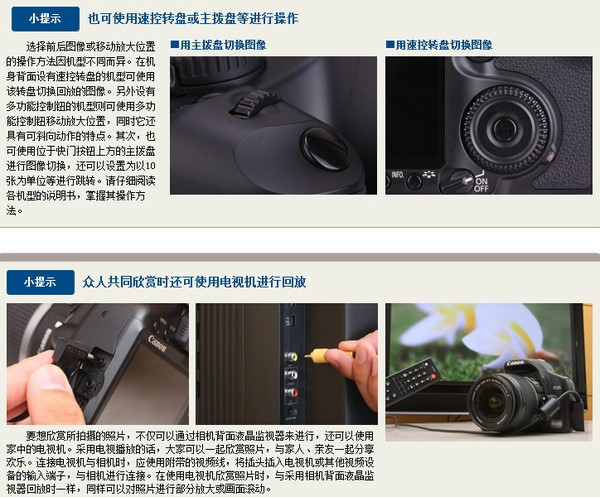 小提示
也可使用速控转盘或主拨盘等进行操作
选择前后图像或移动放大位置
的操作方法因机型不同而异。在机
身背面设有速控转盘的机型可使用
该转盘切换回放的图像。另外设有
多功能控制钮的机型则可使用多功
能控制钮移动放大位置，同时它还
具有可斜向动作的特点。其次，也
可使用位于快门按钮上方的主拨盘
进行图像切换，还可以设置为以10
张为单位等进行跳转。请仔细阅读
各机型的说明书，掌握其操作方
法。
■用主拨盘切换图像
■用速控转盘切换图像
INFO.
ON
OFF
小提示
众人共同欣赏时还可使用电视机进行回放
Canon
Canon
要想欣赏所拍摄的照片，不仅可以通过相机背面液晶监视器来进行，还可以使用
家中的电视机。采用电视播放的话，大家可以一起欣赏照片，与家人、亲友一起分享
欢乐。连接电视机与相机时，应使用附带的视频线，将插头插入电视机或其他视频设
备的输入端子，与相机进行连接。在使用电视机欣赏照片时，与采用相机背面液晶监
视器回放时一样，同样可以对照片进行部分放大或画面滚动。